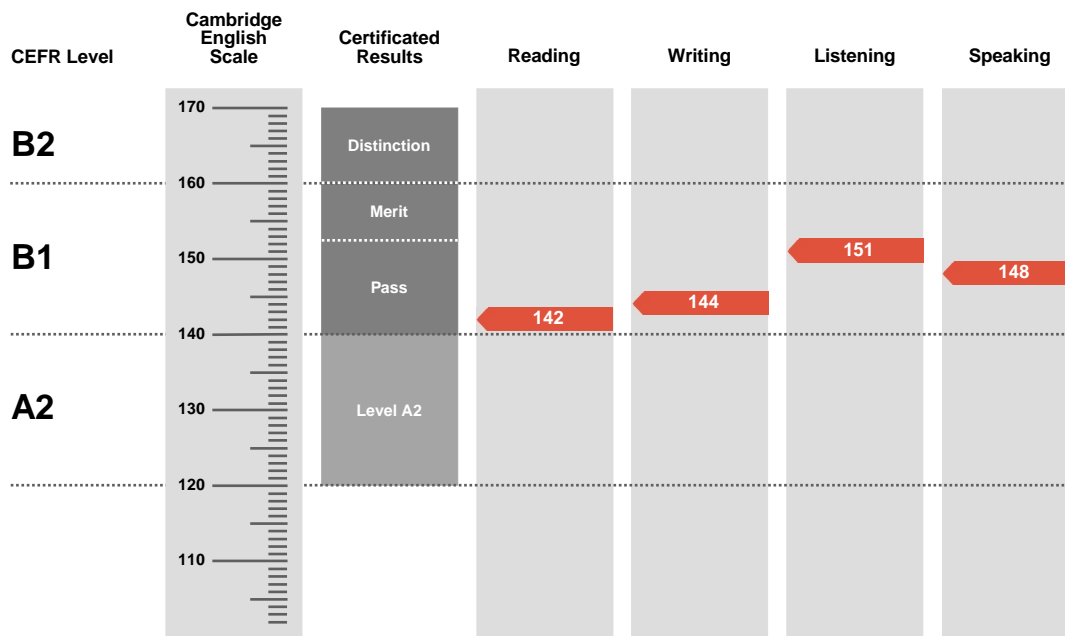 CEFR Level
Cambridge
English
Scale
Certificated
Results
Reading
Writing
Listening
Speaking
170
B2
Distinction
160
Merit
B1
150
151
148
Pass
144
142
140
A2
130
Level A2
120
110